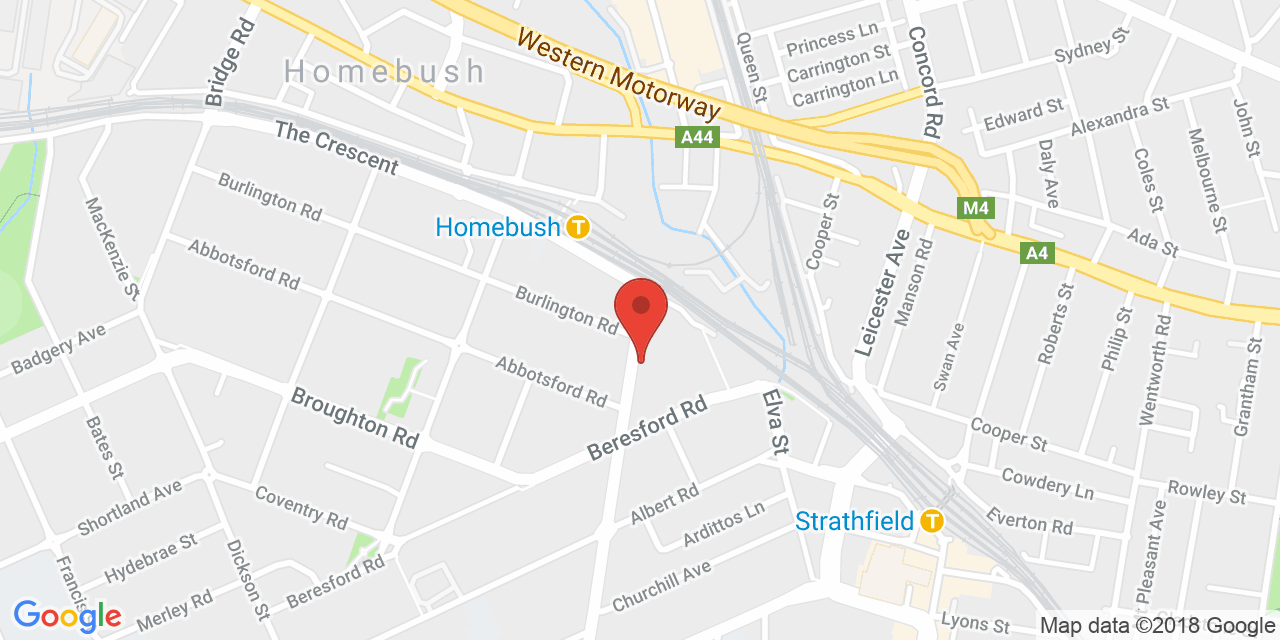 Bridge Rd
Western Motorway
Queen St
Princess Ln
Carrington St
Carrington Ln
Concord Rd
Sydney St
Homebush
The Crescent
A44
Edward St
Alexandra St
John St
Daly Ave
Coles St
Melbourne St
Burlington Rd
MacKenzie St
Abbotsford Rd
Homebush
T
Cooper St
Leicester Ave
Manson Rd
M4
A4
Ada St
Burlington Rd
Swan Ave
Roberts St
Philip St
Wentworth Rd
Grantham St
Badgery Ave
Broughton Rd
Abbotsford Rd
Beresford Rd
Elva St
Bates St
Cooper St
Shortland Ave
Coventry Rd
Cowdery Ln
Rowley St
Albert Rd
Ardittos Ln
Strathfield
T
Everton Rd
Pleasant Ave
Hydebrae St
Dickson St
Francis
Beresford Rd
Churchill Ave
Merley Rd
Lyons St
Google
Map data ©2018 Google